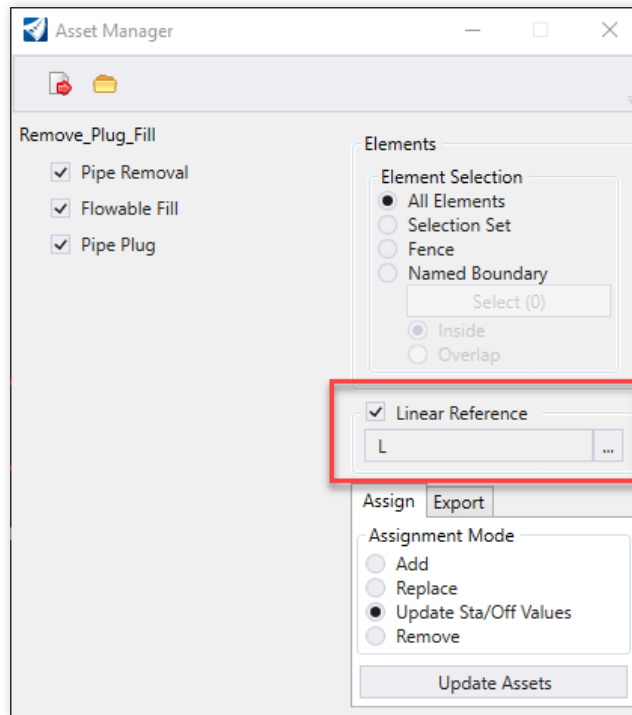 Asset Manager
Remove_Plug_Fill
Pipe Removal
Flowable Fill
Pipe Plug
Elements
Element Selection
All Elements
Selection Set
Fence
Named Boundary
Select (0)
Inside
Overlap
Linear Reference
L
...
Assign Export
Assignment Mode
Add
Replace
Update Sta/Off Values
Remove
Update Assets